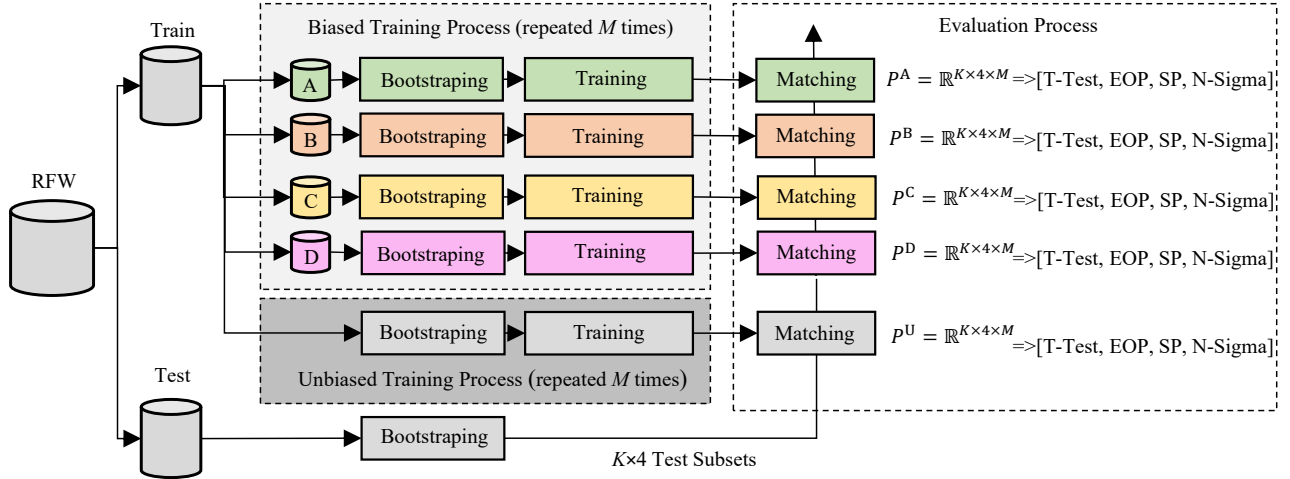 Train
Biased Training Process (repeated M times)
Evaluation Process
A
Bootstraping
Training
Matching
P^A = ℝ^{K×4×M} =>[T-Test, EOP, SP, N-Sigma]
B
Bootstraping
Training
Matching
P^B = ℝ^{K×4×M} =>[T-Test, EOP, SP, N-Sigma]
RFW
C
Bootstraping
Training
Matching
P^C = ℝ^{K×4×M} =>[T-Test, EOP, SP, N-Sigma]
D
Bootstraping
Training
Matching
P^D = ℝ^{K×4×M} =>[T-Test, EOP, SP, N-Sigma]
Bootstraping
Training
Matching
P^U = ℝ^{K×4×M} =>[T-Test, EOP, SP, N-Sigma]
Unbiased Training Process (repeated M times)
Test
Bootstraping
K×4 Test Subsets